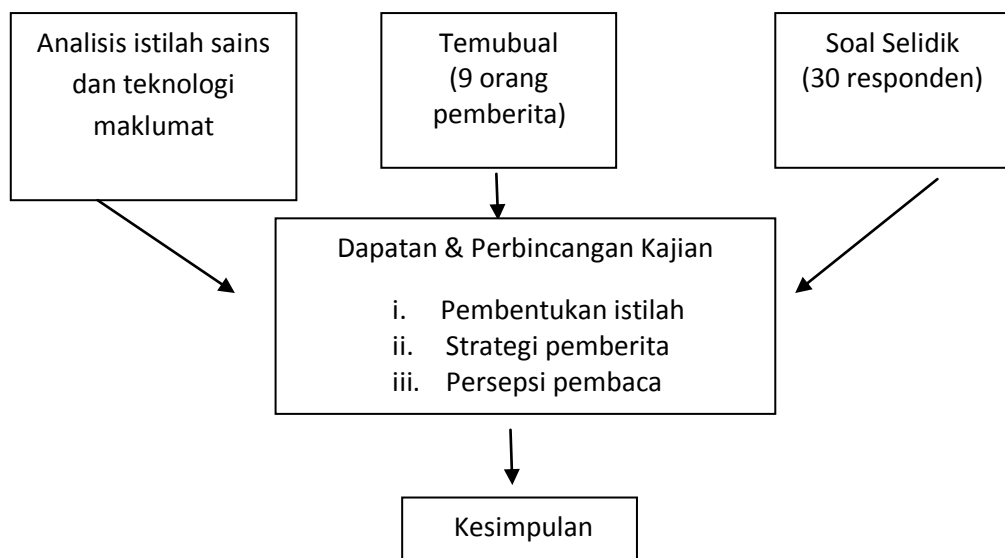 Analisis istilah sains
dan teknologi
maklumat
Temubual
(9 orang
pemberita)
Soal Selidik
(30 responden)
Dapatan & Perbincangan Kajian
i. Pembentukan istilah
ii. Strategi pemberita
iii. Persepsi pembaca
Kesimpulan